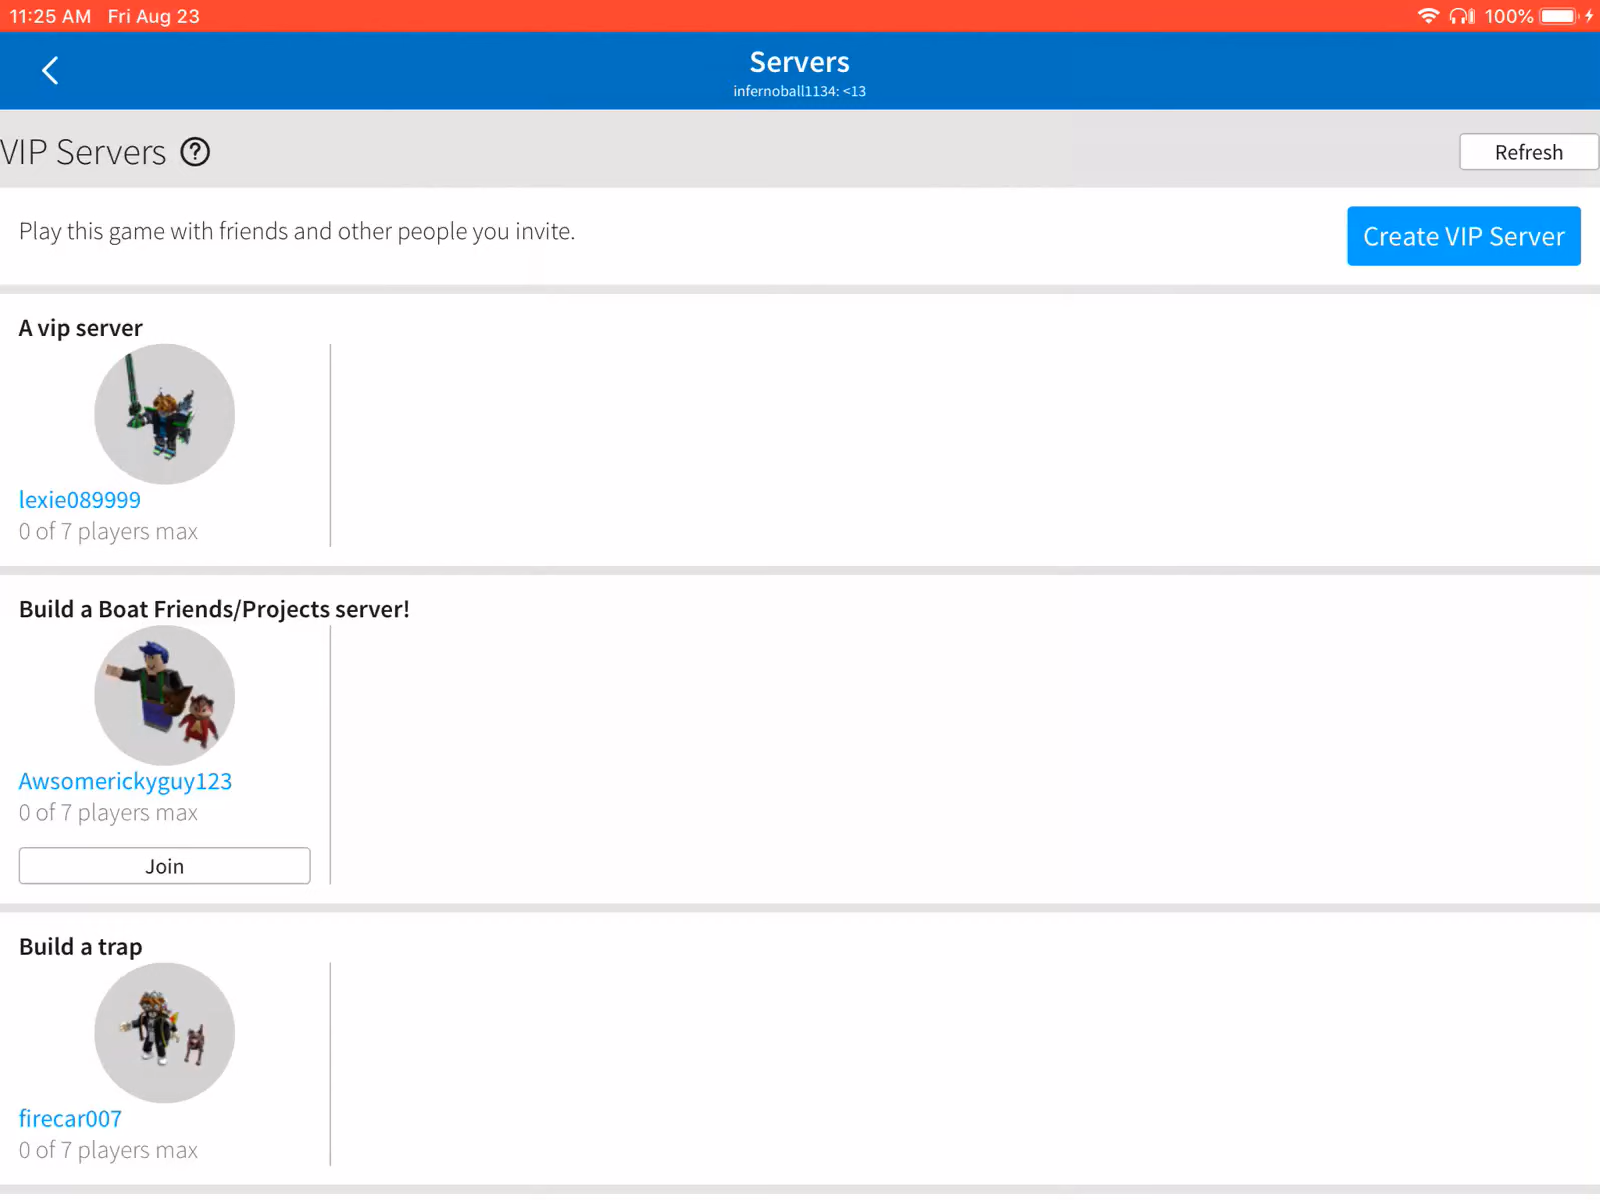 11:25 AM Fri Aug 23 100%
Servers
infernoball1134: <13
VIP Servers ? Refresh
Play this game with friends and other people you invite. Create VIP Server
A vip server
lexie089999
0 of 7 players max
Build a Boat Friends/Projects server!
Awsomerickyguy123
0 of 7 players max
Join
Build a trap
firecar007
0 of 7 players max